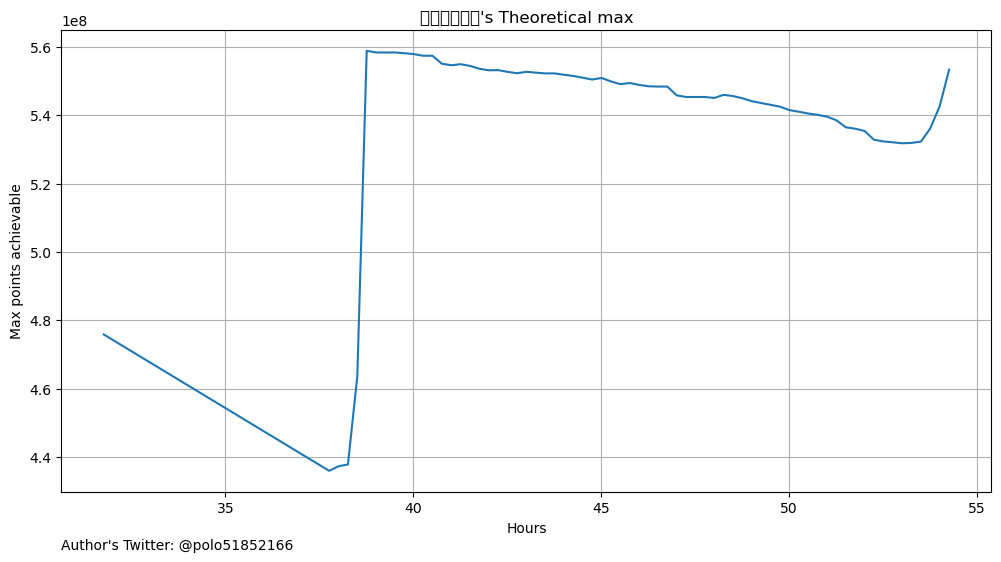 's Theoretical max
1e8
5.6
5.4
5.2
5.0
4.8
4.6
4.4
Max points achievable
35 40 45 50 55
Hours
Author's Twitter: @polo51852166